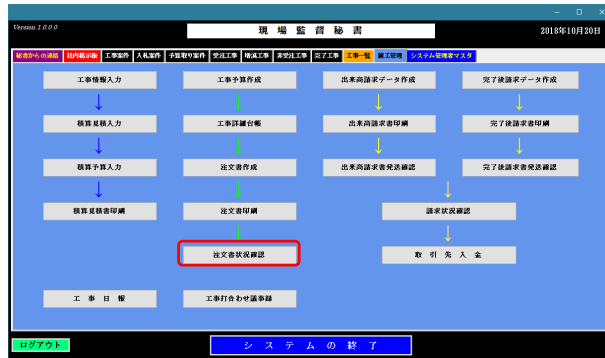 Version 1.0.0.0
現場監督秘書
2018年10月20日
秘書からの連絡 社内掲示板 工事案件 入札案件 予算取り案件 受注工事 増減工事 非受注工事 完了工事 工事一覧 施工管理 システム管理者マスタ
工事情報入力 工事予算作成 出来高請求データ作成 完了後請求データ作成
積算見積入力 工事詳細台帳 出来高請求書印刷 完了後請求書印刷
積算予算入力 注文書作成 出来高請求書発送確認 完了後請求書発送確認
積算見積書印刷 注文書印刷 請求状況確認
注文書状況確認 取引先入金
工事日報 工事打合わせ議事録
ログアウト システムの終了